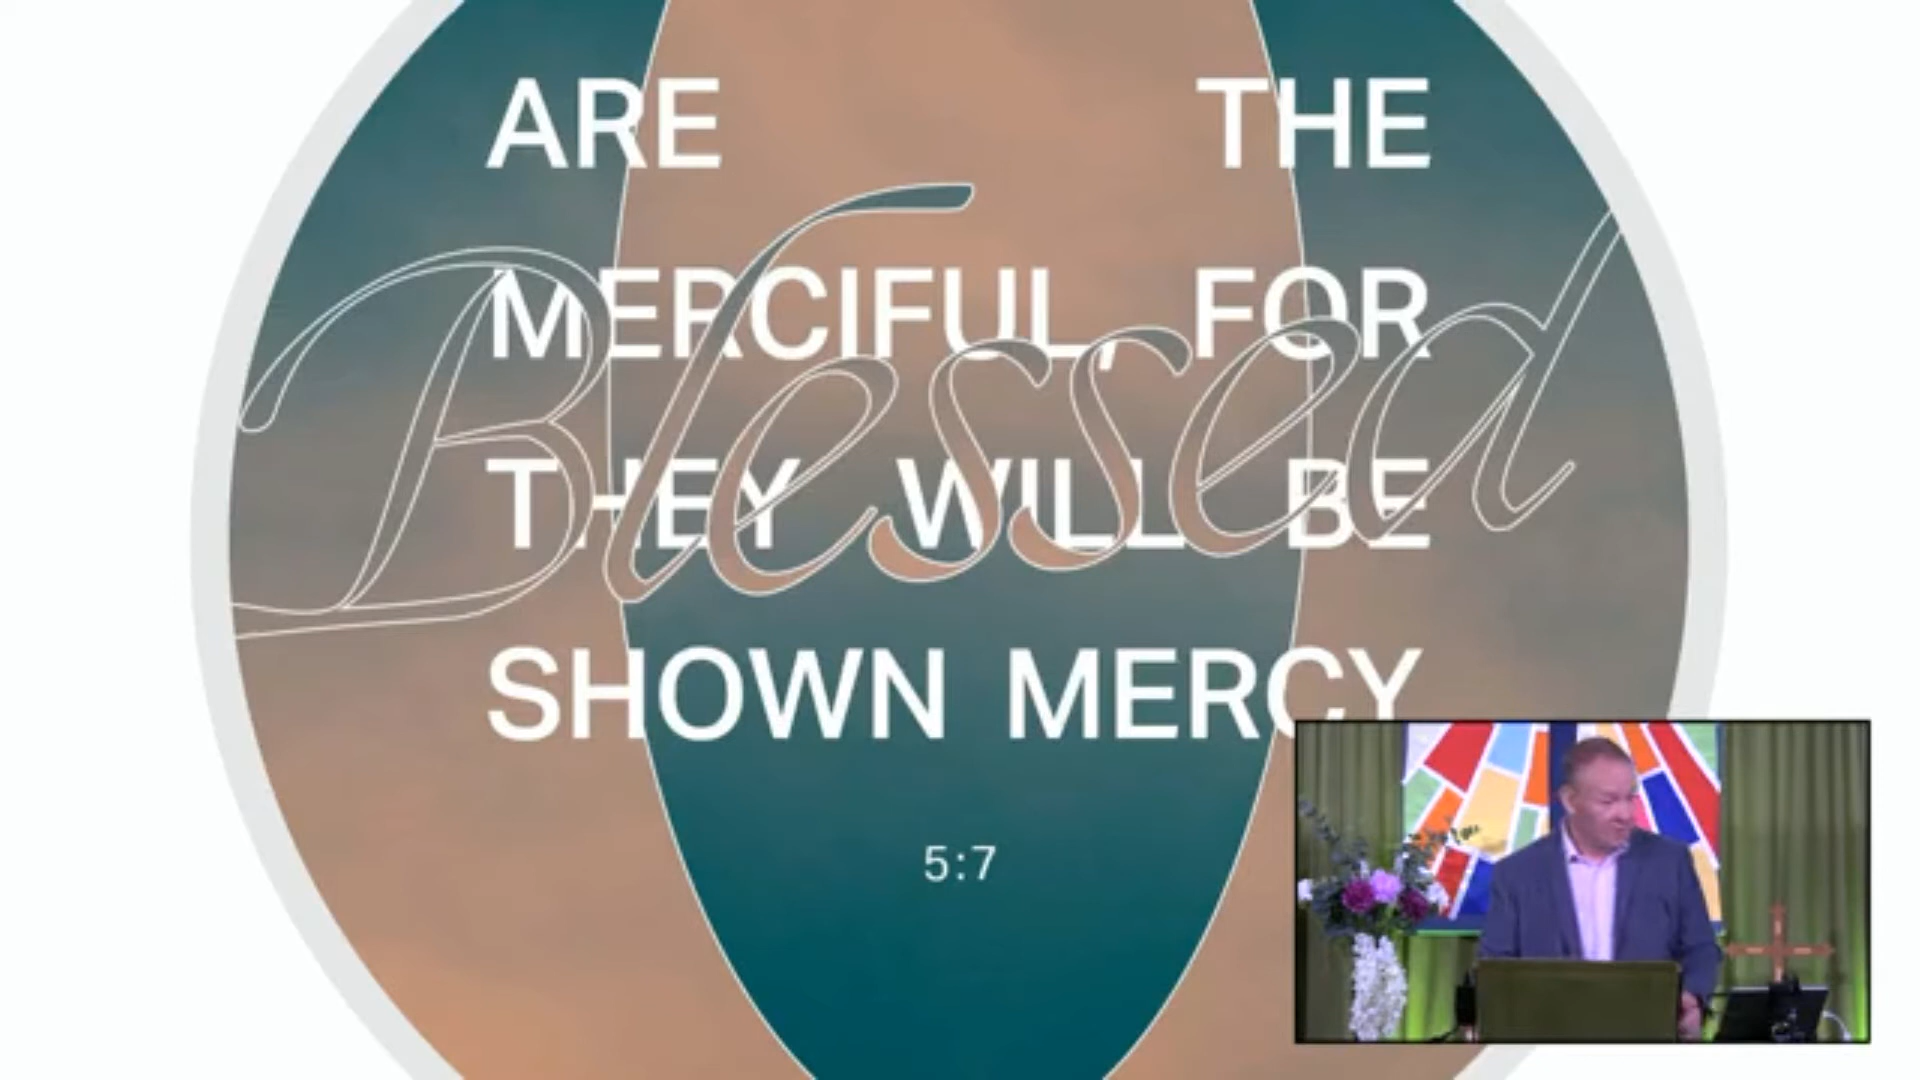 Blessed
ARE THE
MERCIFUL, FOR
THEY WILL BE
SHOWN MERCY
5:7